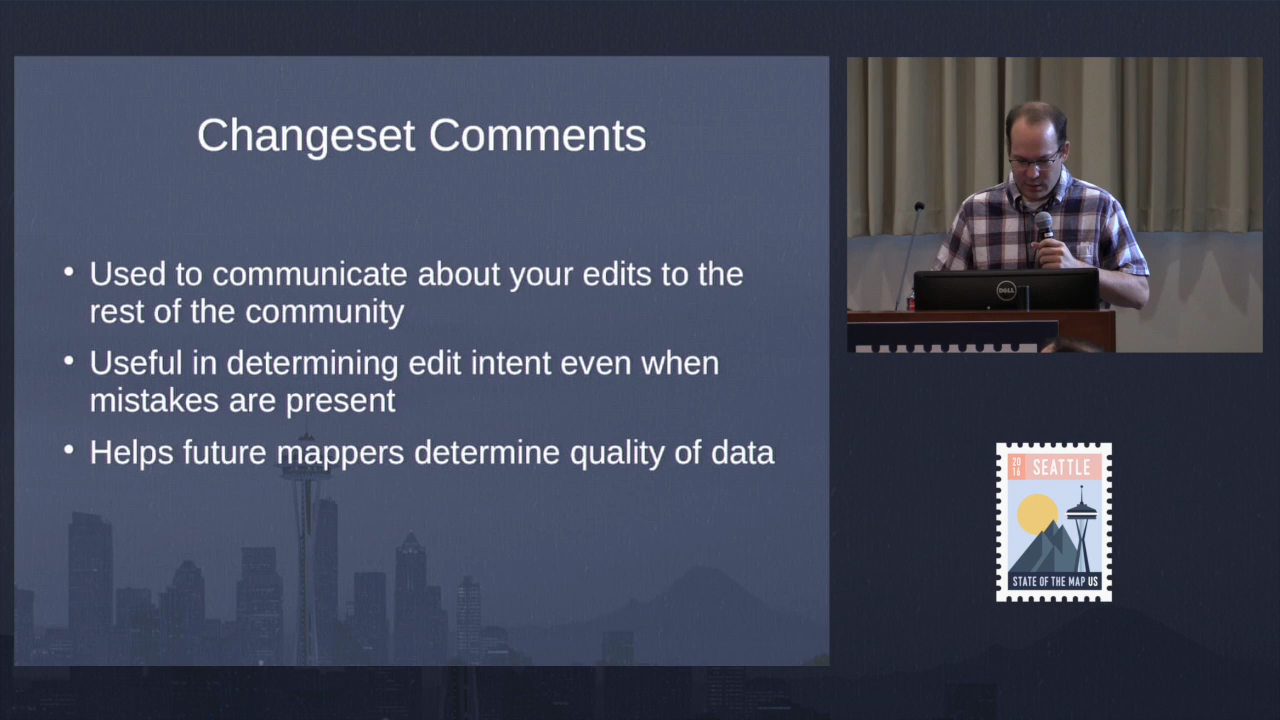 Changeset Comments
• Used to communicate about your edits to the
rest of the community
• Useful in determining edit intent even when
mistakes are present
• Helps future mappers determine quality of data
DELL
20
16
SEATTLE
STATE OF THE MAP US